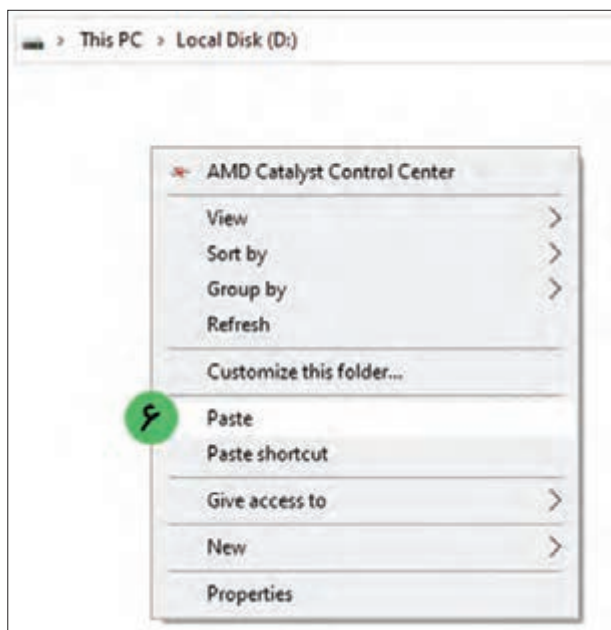 > This PC > Local Disk (D:)
AMD Catalyst Control Center
View >
Sort by >
Group by >
Refresh
Customize this folder...
۶ Paste
Paste shortcut
Give access to >
New >
Properties